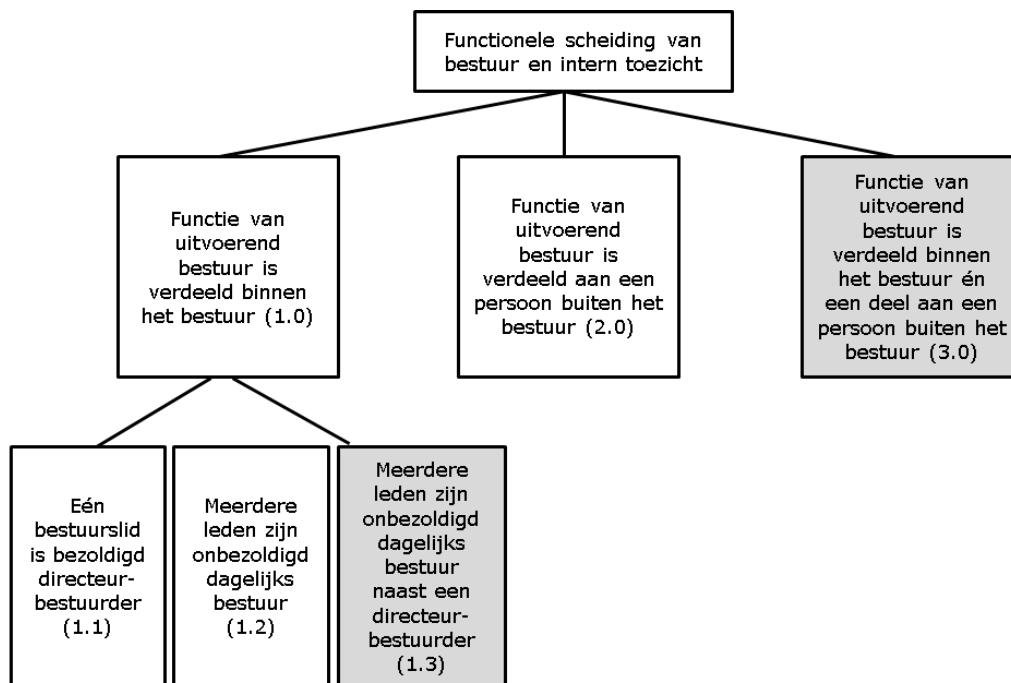 Functionele scheiding van
bestuur en intern toezicht
Functie van
uitvoerend
bestuur is
verdeeld binnen
het bestuur (1.0)
Functie van
uitvoerend
bestuur is
verdeeld aan een
persoon buiten het
bestuur (2.0)
Functie van
uitvoerend
bestuur is
verdeeld binnen
het bestuur én
een deel aan een
persoon buiten het
bestuur (3.0)
Eén
bestuurslid
is bezoldigd
directeur-
bestuurder
(1.1)
Meerdere
leden zijn
onbezoldigd
dagelijks
bestuur
(1.2)
Meerdere
leden zijn
onbezoldigd
dagelijks
bestuur
naast een
directeur-
bestuurder
(1.3)